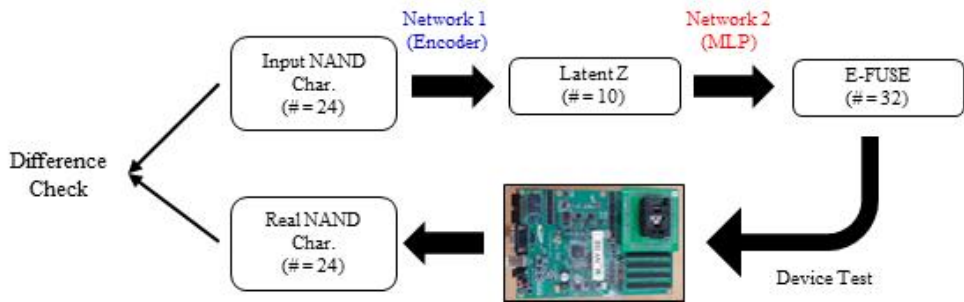 Network 1
(Encoder)
Network 2
(MLP)
Input NAND
Char.
(# = 24)
Latent Z
(# = 10)
E-FUSE
(# = 32)
Difference
Check
Real NAND
Char.
(# = 24)
Device Test